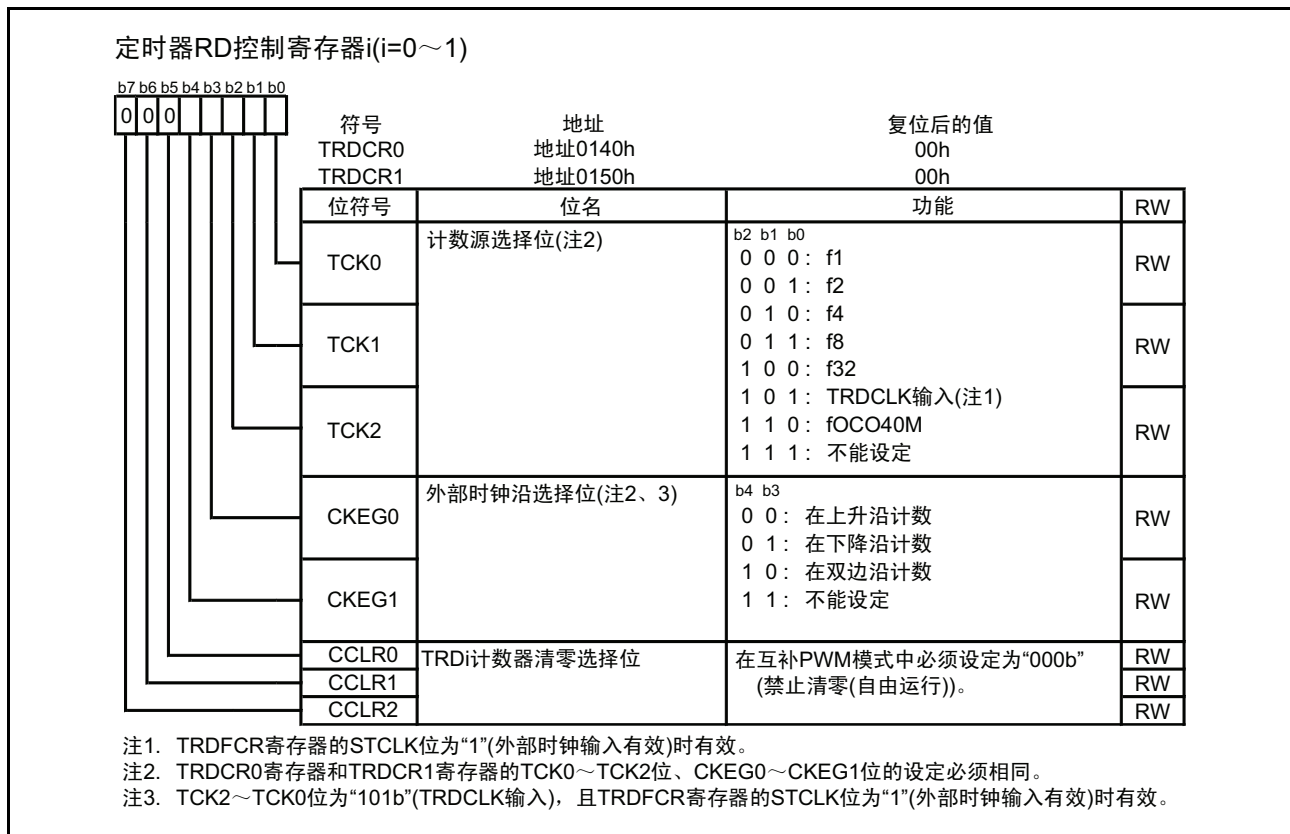 定时器RD控制寄存器i(i=0～1)
b7 b6 b5 b4 b3 b2 b1 b0
0 0 0
符号 地址 复位后的值
TRDCR0 地址0140h 00h
TRDCR1 地址0150h 00h
位符号 位名 功能 RW
TCK0 计数源选择位(注2) b2 b1 b0
0 0 0： f1
0 0 1： f2
RW
TCK1 0 1 0： f4
0 1 1： f8
1 0 0： f32
RW
TCK2 1 0 1： TRDCLK输入(注1)
1 1 0： fOCO40M
1 1 1： 不能设定
RW
CKEG0 外部时钟沿选择位(注2、3) b4 b3
0 0： 在上升沿计数
0 1： 在下降沿计数
RW
CKEG1 1 0： 在双边沿计数
1 1： 不能设定
RW
CCLR0 TRDi计数器清零选择位 在互补PWM模式中必须设定为“000b” RW
CCLR1 (禁止清零(自由运行))。 RW
CCLR2 RW
注1. TRDFCR寄存器的STCLK位为“1”(外部时钟输入有效)时有效。
注2. TRDCR0寄存器和TRDCR1寄存器的TCK0～TCK2位、CKEG0～CKEG1位的设定必须相同。
注3. TCK2～TCK0位为“101b”(TRDCLK输入)，且TRDFCR寄存器的STCLK位为“1”(外部时钟输入有效)时有效。